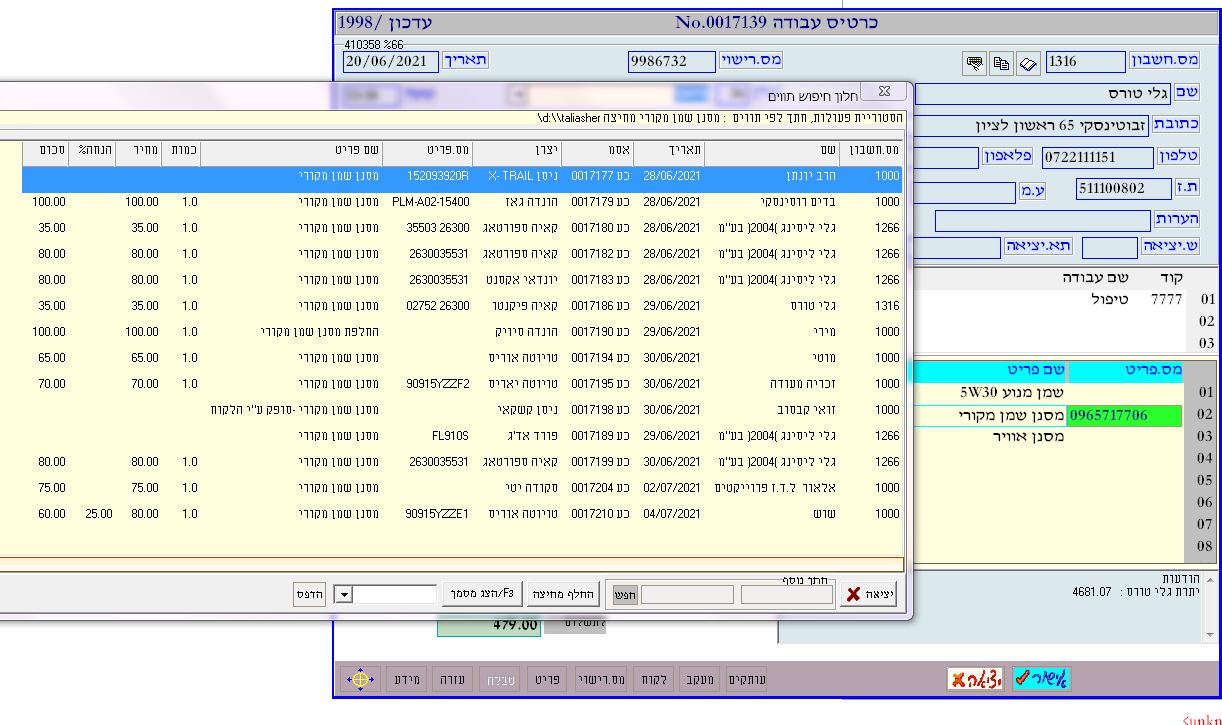 כרטיס עבודה No.0017139
עדכון /1998
410358 %66
מס.חשבון 1316
מס.רישוי 9986732
תאריך 20/06/2021
שם גלי טורס
כתובת זבוטינסקי 65 ראשון לציון
טלפון 0722111151 פלאפון
ת.ז 511100802 ע.מ
הערות
ש.יציאה תא.יציאה
קוד שם עבודה
01 7777 טיפול
02
03
מס.פריט שם פריט
01 שמן מנוע 5W30
02 0965717706 מסנן שמן מקורי
03 מסנן אוויר
04
05
06
07
08
חלון חיפוש תווים
הסטוריית פעולות, חתך לפי תווים : מסנן שמן מקורי מחיצה d:\\taliasher\
מס.חשבון שם תאריך אסמ יצרן מס.פריט שם פריט כמות מחיר הנחה% סכום
1000 הרב יונתן 28/06/2021 כע 0017177 ניסן X- TRAIL 152093920R מסנן שמן מקורי
1000 בדים רוסינסקי 28/06/2021 כע 0017179 הונדה גאז PLM-A02-15400 מסנן שמן מקורי 1.0 100.00 100.00
1266 גלי ליסינג )2004( בע"מ 28/06/2021 כע 0017180 קאיה ספורטאג 35503 26300 מסנן שמן מקורי 1.0 35.00 35.00
1266 גלי ליסינג )2004( בע"מ 28/06/2021 כע 0017182 קאיה ספורטאג 2630035531 מסנן שמן מקורי 1.0 80.00 80.00
1266 גלי ליסינג )2004( בע"מ 28/06/2021 כע 0017183 יונדאי אקסנט 2630035531 מסנן שמן מקורי 1.0 80.00 80.00
1316 גלי טורס 29/06/2021 כע 0017186 קאיה פיקנטו 02752 26300 מסנן שמן מקורי 1.0 35.00 35.00
1000 מירי 29/06/2021 כע 0017190 הונדה סיויק החלפת מסנן שמן מקורי 1.0 100.00 100.00
1000 מוטי 30/06/2021 כע 0017194 טויוטה אוריס מסנן שמן מקורי 1.0 65.00 65.00
1000 זכריה מעודה 30/06/2021 כע 0017195 טויוטה יאריס 90915YZZF2 מסנן שמן מקורי 1.0 70.00 70.00
1000 זואי קבסוב 30/06/2021 כע 0017198 ניסן קשקאי מסנן שמן מקורי -סופק ע"י הלקוח
1266 גלי ליסינג )2004( בע"מ 29/06/2021 כע 0017189 פורד אדג' FL910S מסנן שמן מקורי
1266 גלי ליסינג )2004( בע"מ 30/06/2021 כע 0017199 קאיה ספורטאג 2630035531 מסנן שמן מקורי 1.0 80.00 80.00
1000 אלאור ל.ד.ז פרוייקטים 02/07/2021 כע 0017204 סקודה יטי מסנן שמן מקורי 1.0 75.00 75.00
1000 שוש 04/07/2021 כע 0017210 טויוטה אוריס 90915YZZE1 מסנן שמן מקורי 1.0 80.00 25.00 60.00
יציאה חתך נוסף חפש החלף מחיצה F3/הצג מסמך הדפס
הודעות
יתרת גלי טורס : 4681.07
לתשלום 479.00
אישור יציאה עותקים מעקב לקוח מס.רישוי פריט טבלה עזרה מידע
<unkn